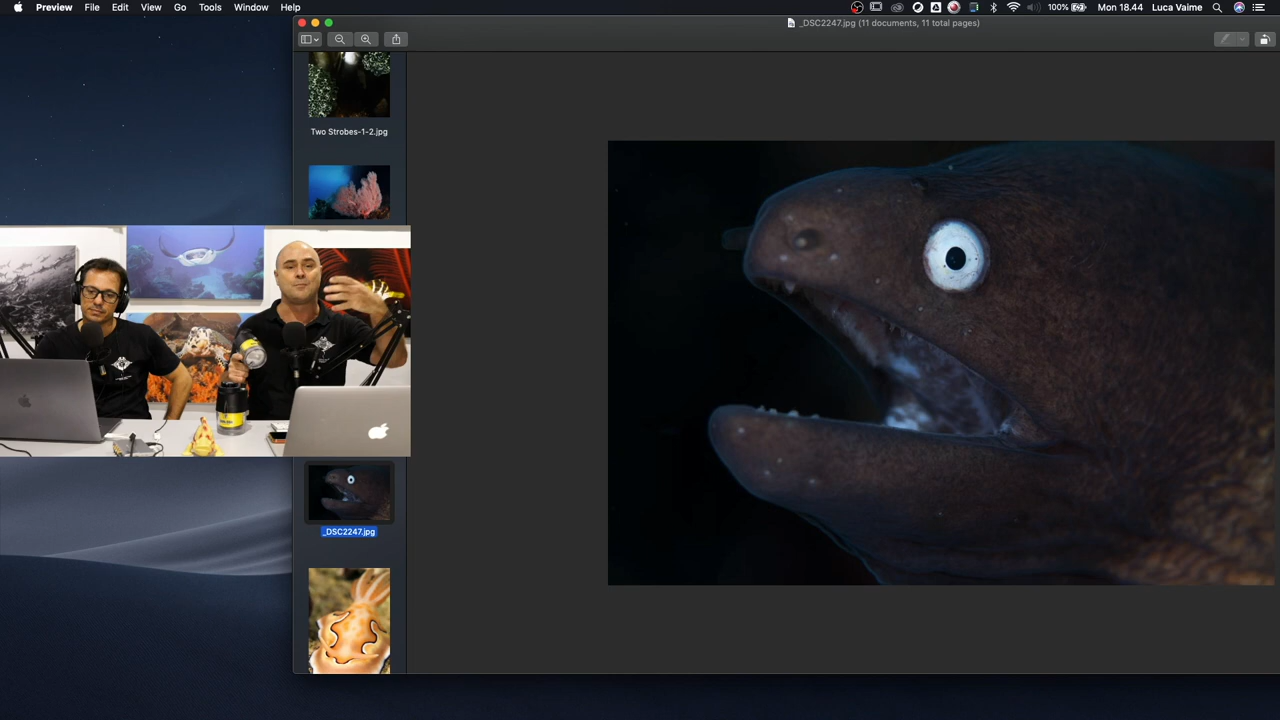 Preview File Edit View Go Tools Window Help 100% Mon 18.44 Luca Vaime
_DSC2247.jpg (11 documents, 11 total pages)
Two Strobes-1-2.jpg
_DSC2247.jpg